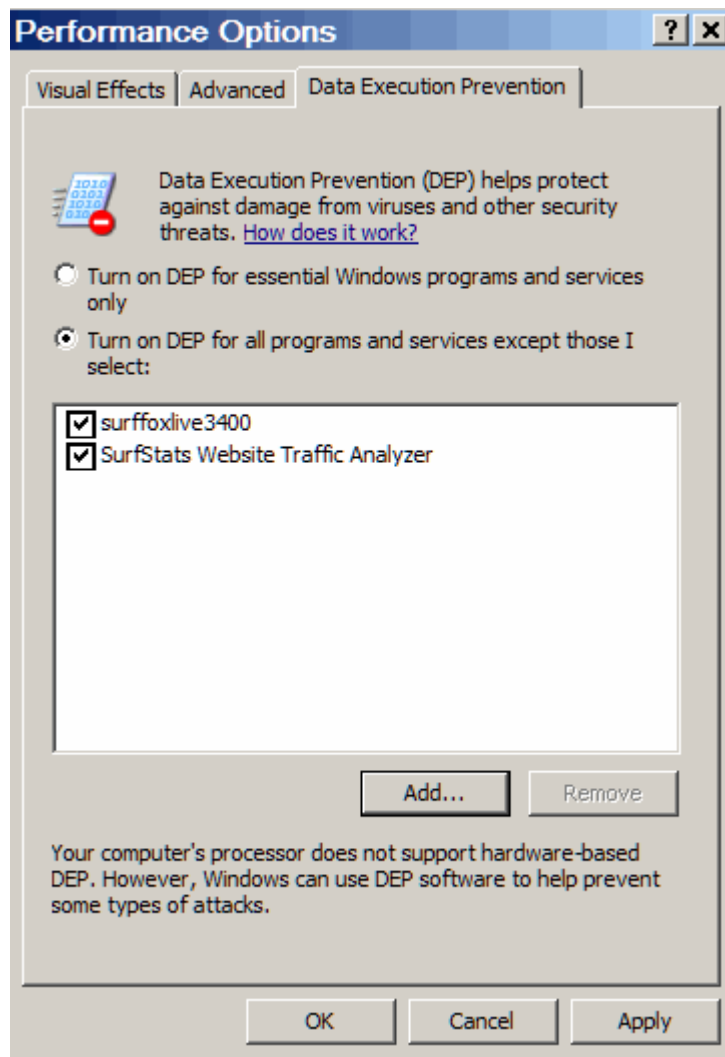 Performance Options
Visual Effects
Advanced
Data Execution Prevention
Data Execution Prevention (DEP) helps protect
against damage from viruses and other security
threats. How does it work?
Turn on DEP for essential Windows programs and services
only
Turn on DEP for all programs and services except those I
select:
surffoxlive3400
SurfStats Website Traffic Analyzer
Add...
Remove
Your computer's processor does not support hardware-based
DEP. However, Windows can use DEP software to help prevent
some types of attacks.
OK
Cancel
Apply